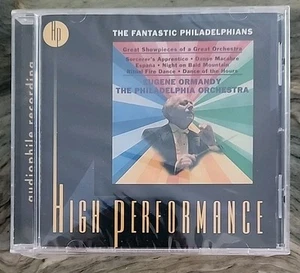 hp
THE FANTASTIC PHILADELPHIANS
Great Showpieces of a Great Orchestra
Sorcerer's Apprentice • Danse Macabre
España • Night on Bald Mountain
Ritual Fire Dance • Dance of the Hours
EUGENE ORMANDY
THE PHILADELPHIA ORCHESTRA
audiophile recording
HIGH PERFORMANCE